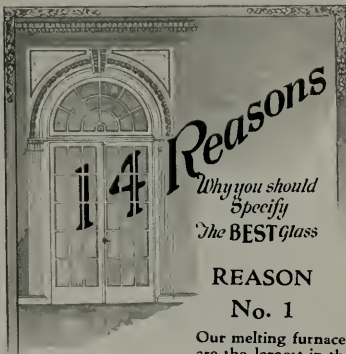 14 Reasons
Why you should
Specify
The BEST Glass
REASON
No. 1
Our melting furnace
are the largest in th